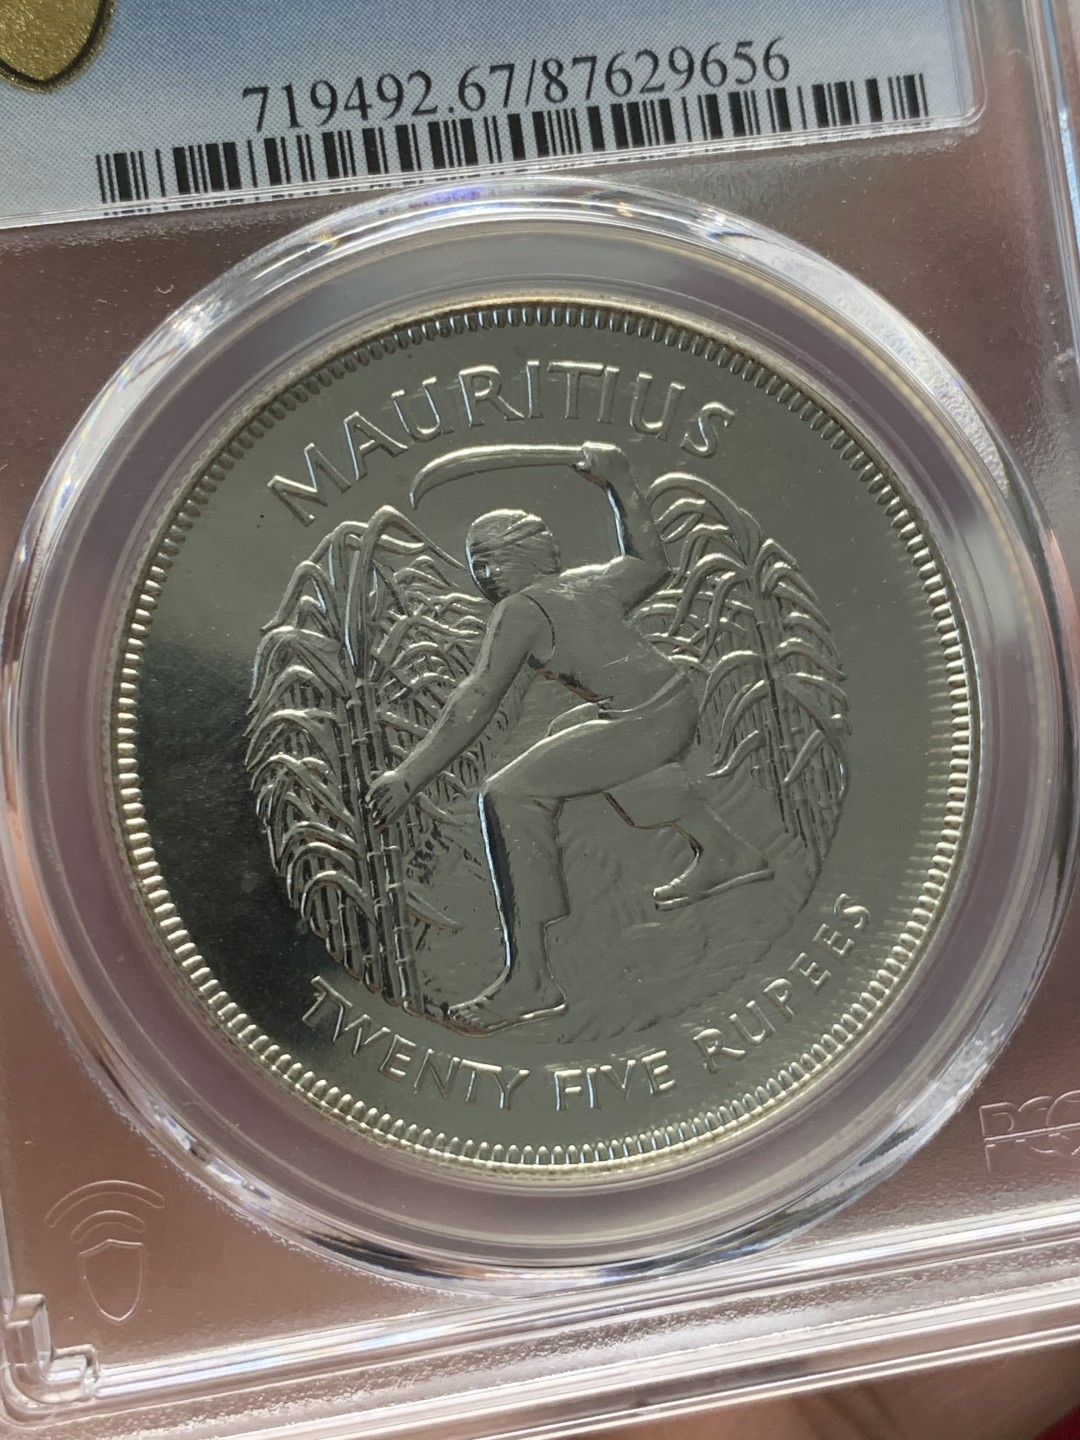 719492.67/87629656
MAURITIUS
TWENTY FIVE RUPEES